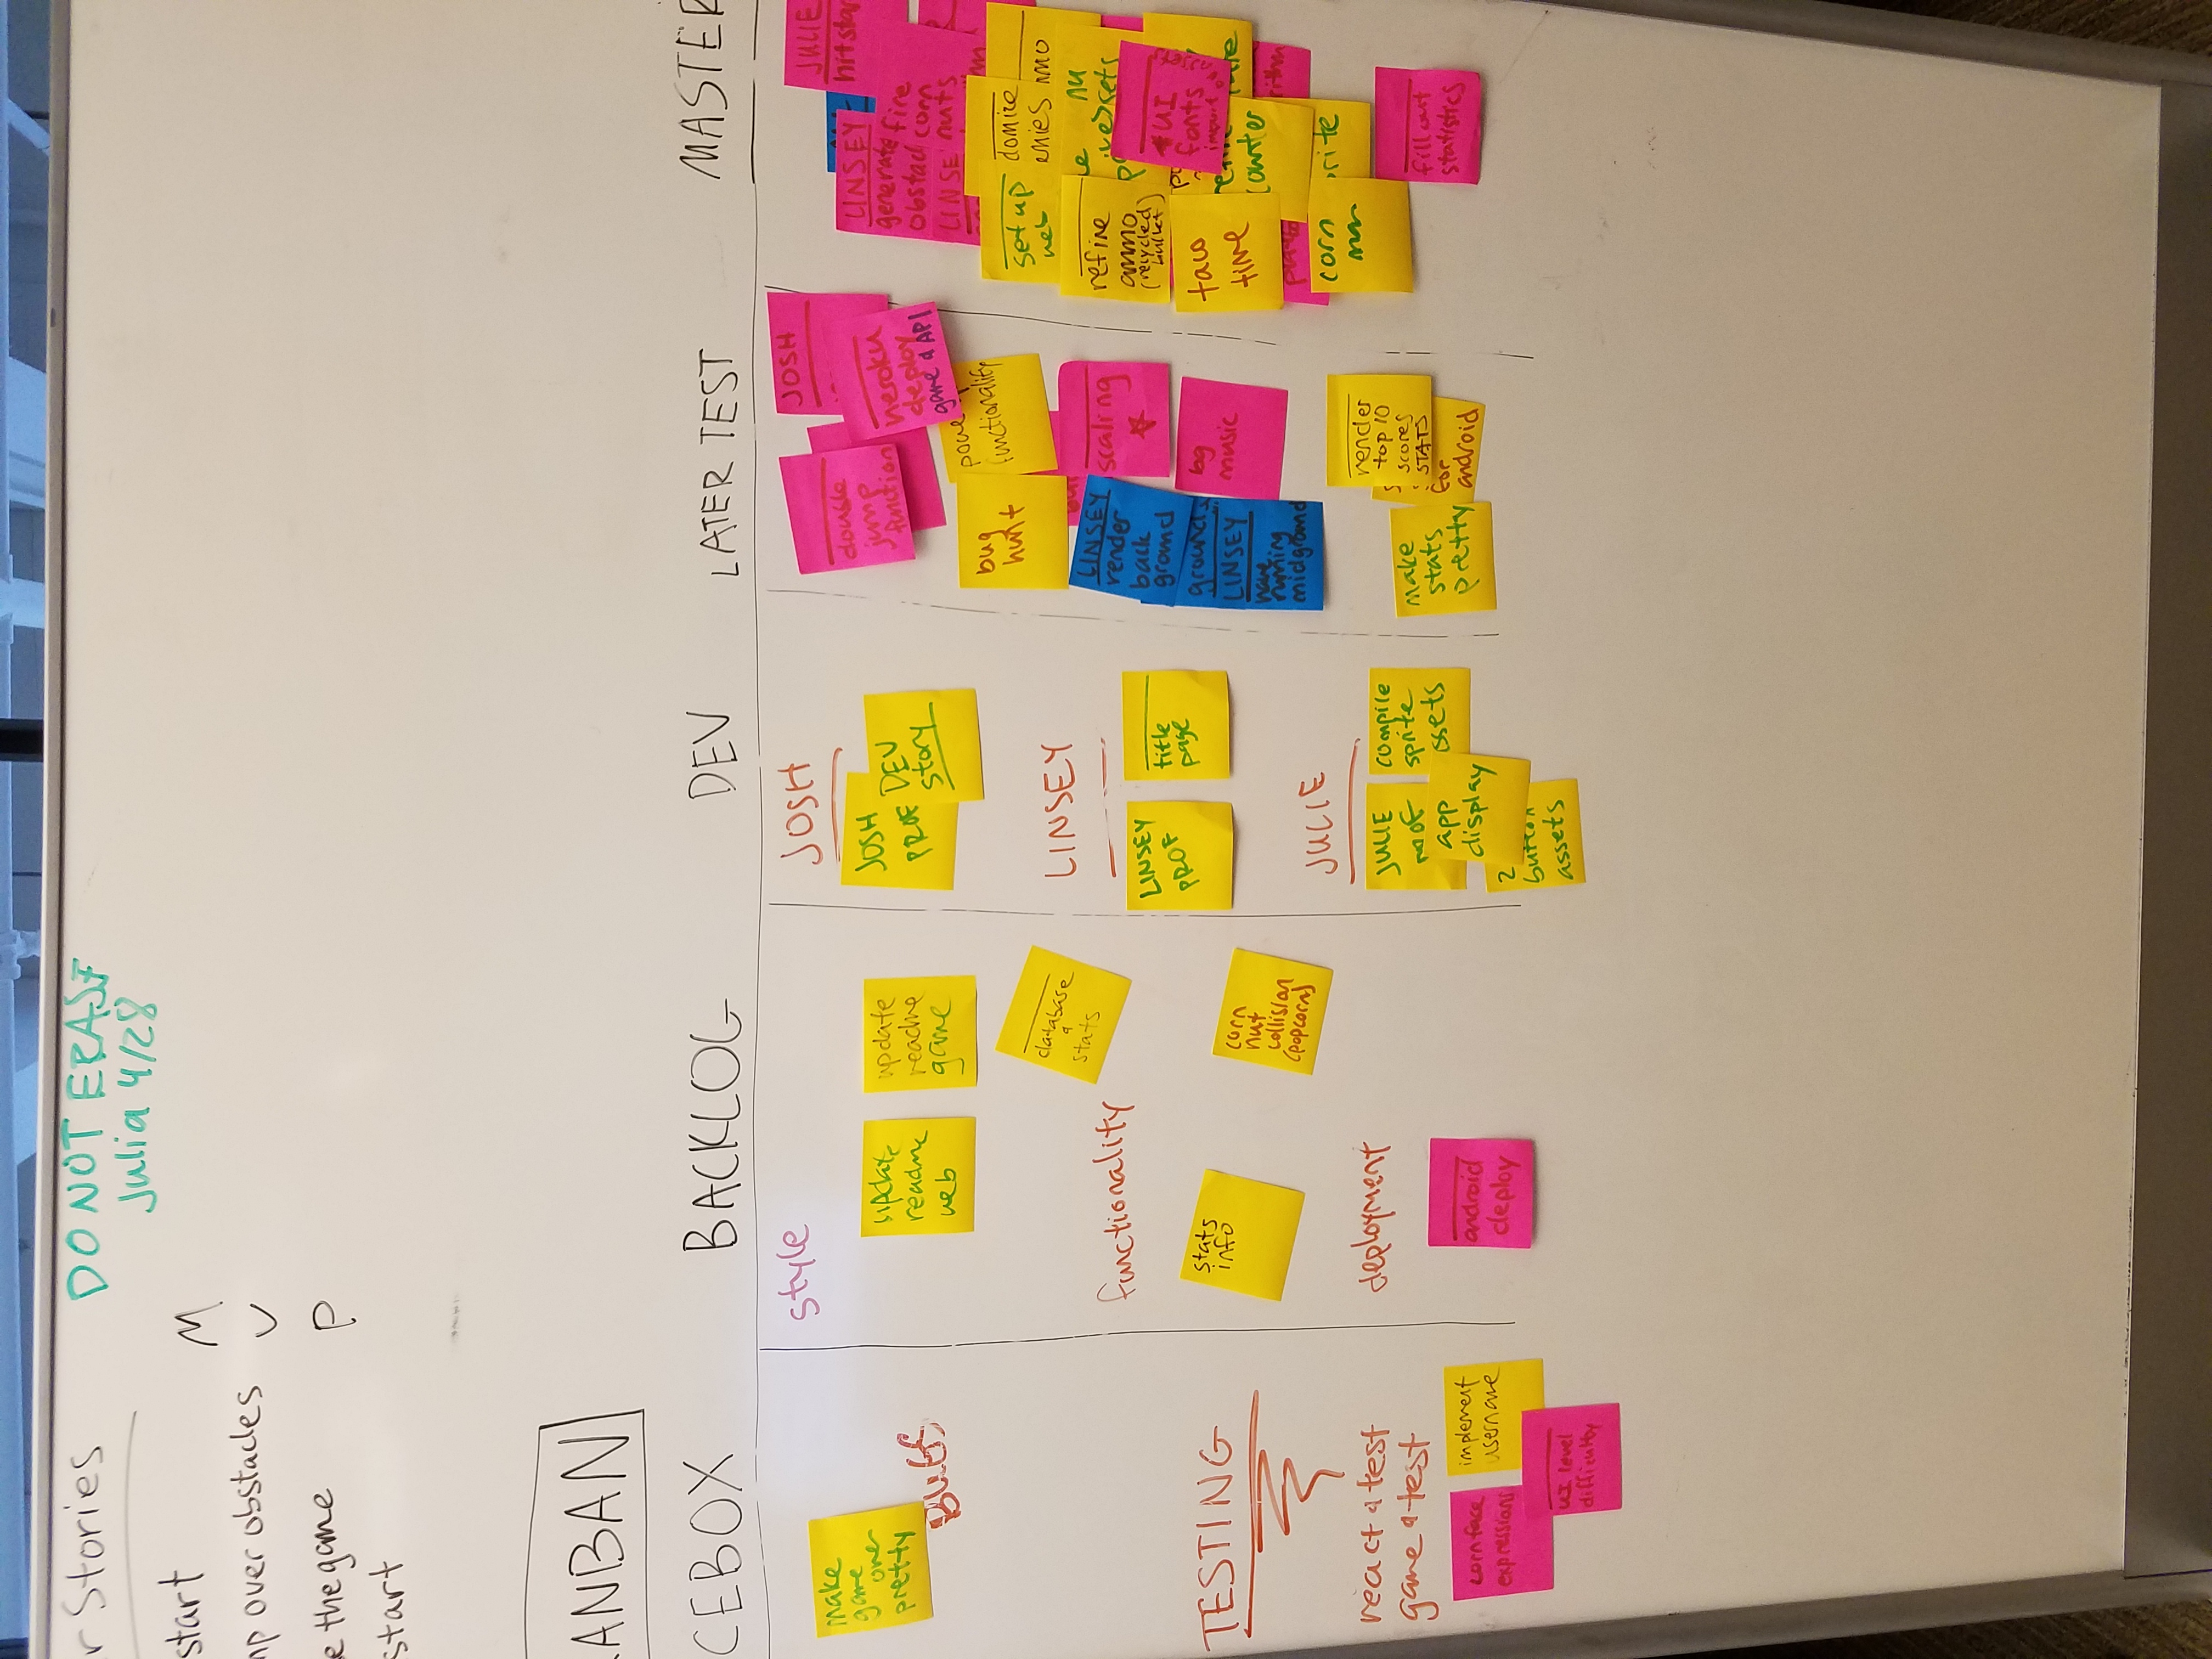 r Stories
DO NOT ERASE
Julia 4/28
start
M
mp over obstacles
V
e the game
P
start
KANBAN
CEBOX
BACKLOG
DEV
LATER TEST
MASTER
make
game
over
pretty
BUGS
TESTING
react & test
game & test
corn face
expressions
implement
username
UI level
difficulty
style
update
readme
web
update
readme
game
database
&
stats
functionality
stats
info
corn
nut
collision
(popcorn)
deployment
android
deploy
JOSH
JOSH
PROF
DEV
story
LINSEY
LINSEY
PROF
title
page
JULIE
JULIE
PROF
compile
sprite
assets
app
display
2
button
assets
double
jump
function
JOSH
heroku
deploy
game & API
bug
hunt
functionality
LINSEY
render
back
ground
scaling
ground
LINSEY
have
running
midground
bg
music
render
top 10
scores
STATS
make
stats
pretty
for
android
JULIE
hit star
LINSEY
generate
obstacl
fire
corn
nuts
LINSE
set up
web
domize
emies
mmo
refine
ammo
(recycled
bullet)
UI
fonts
import
taco
time
counter
corn
man
rite
fill out
statistics